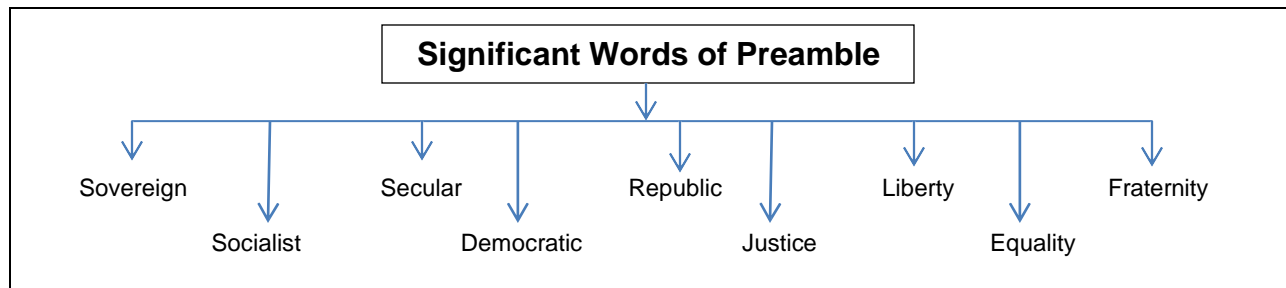 Significant Words of Preamble
Sovereign Secular Republic Liberty Fraternity
Socialist Democratic Justice Equality